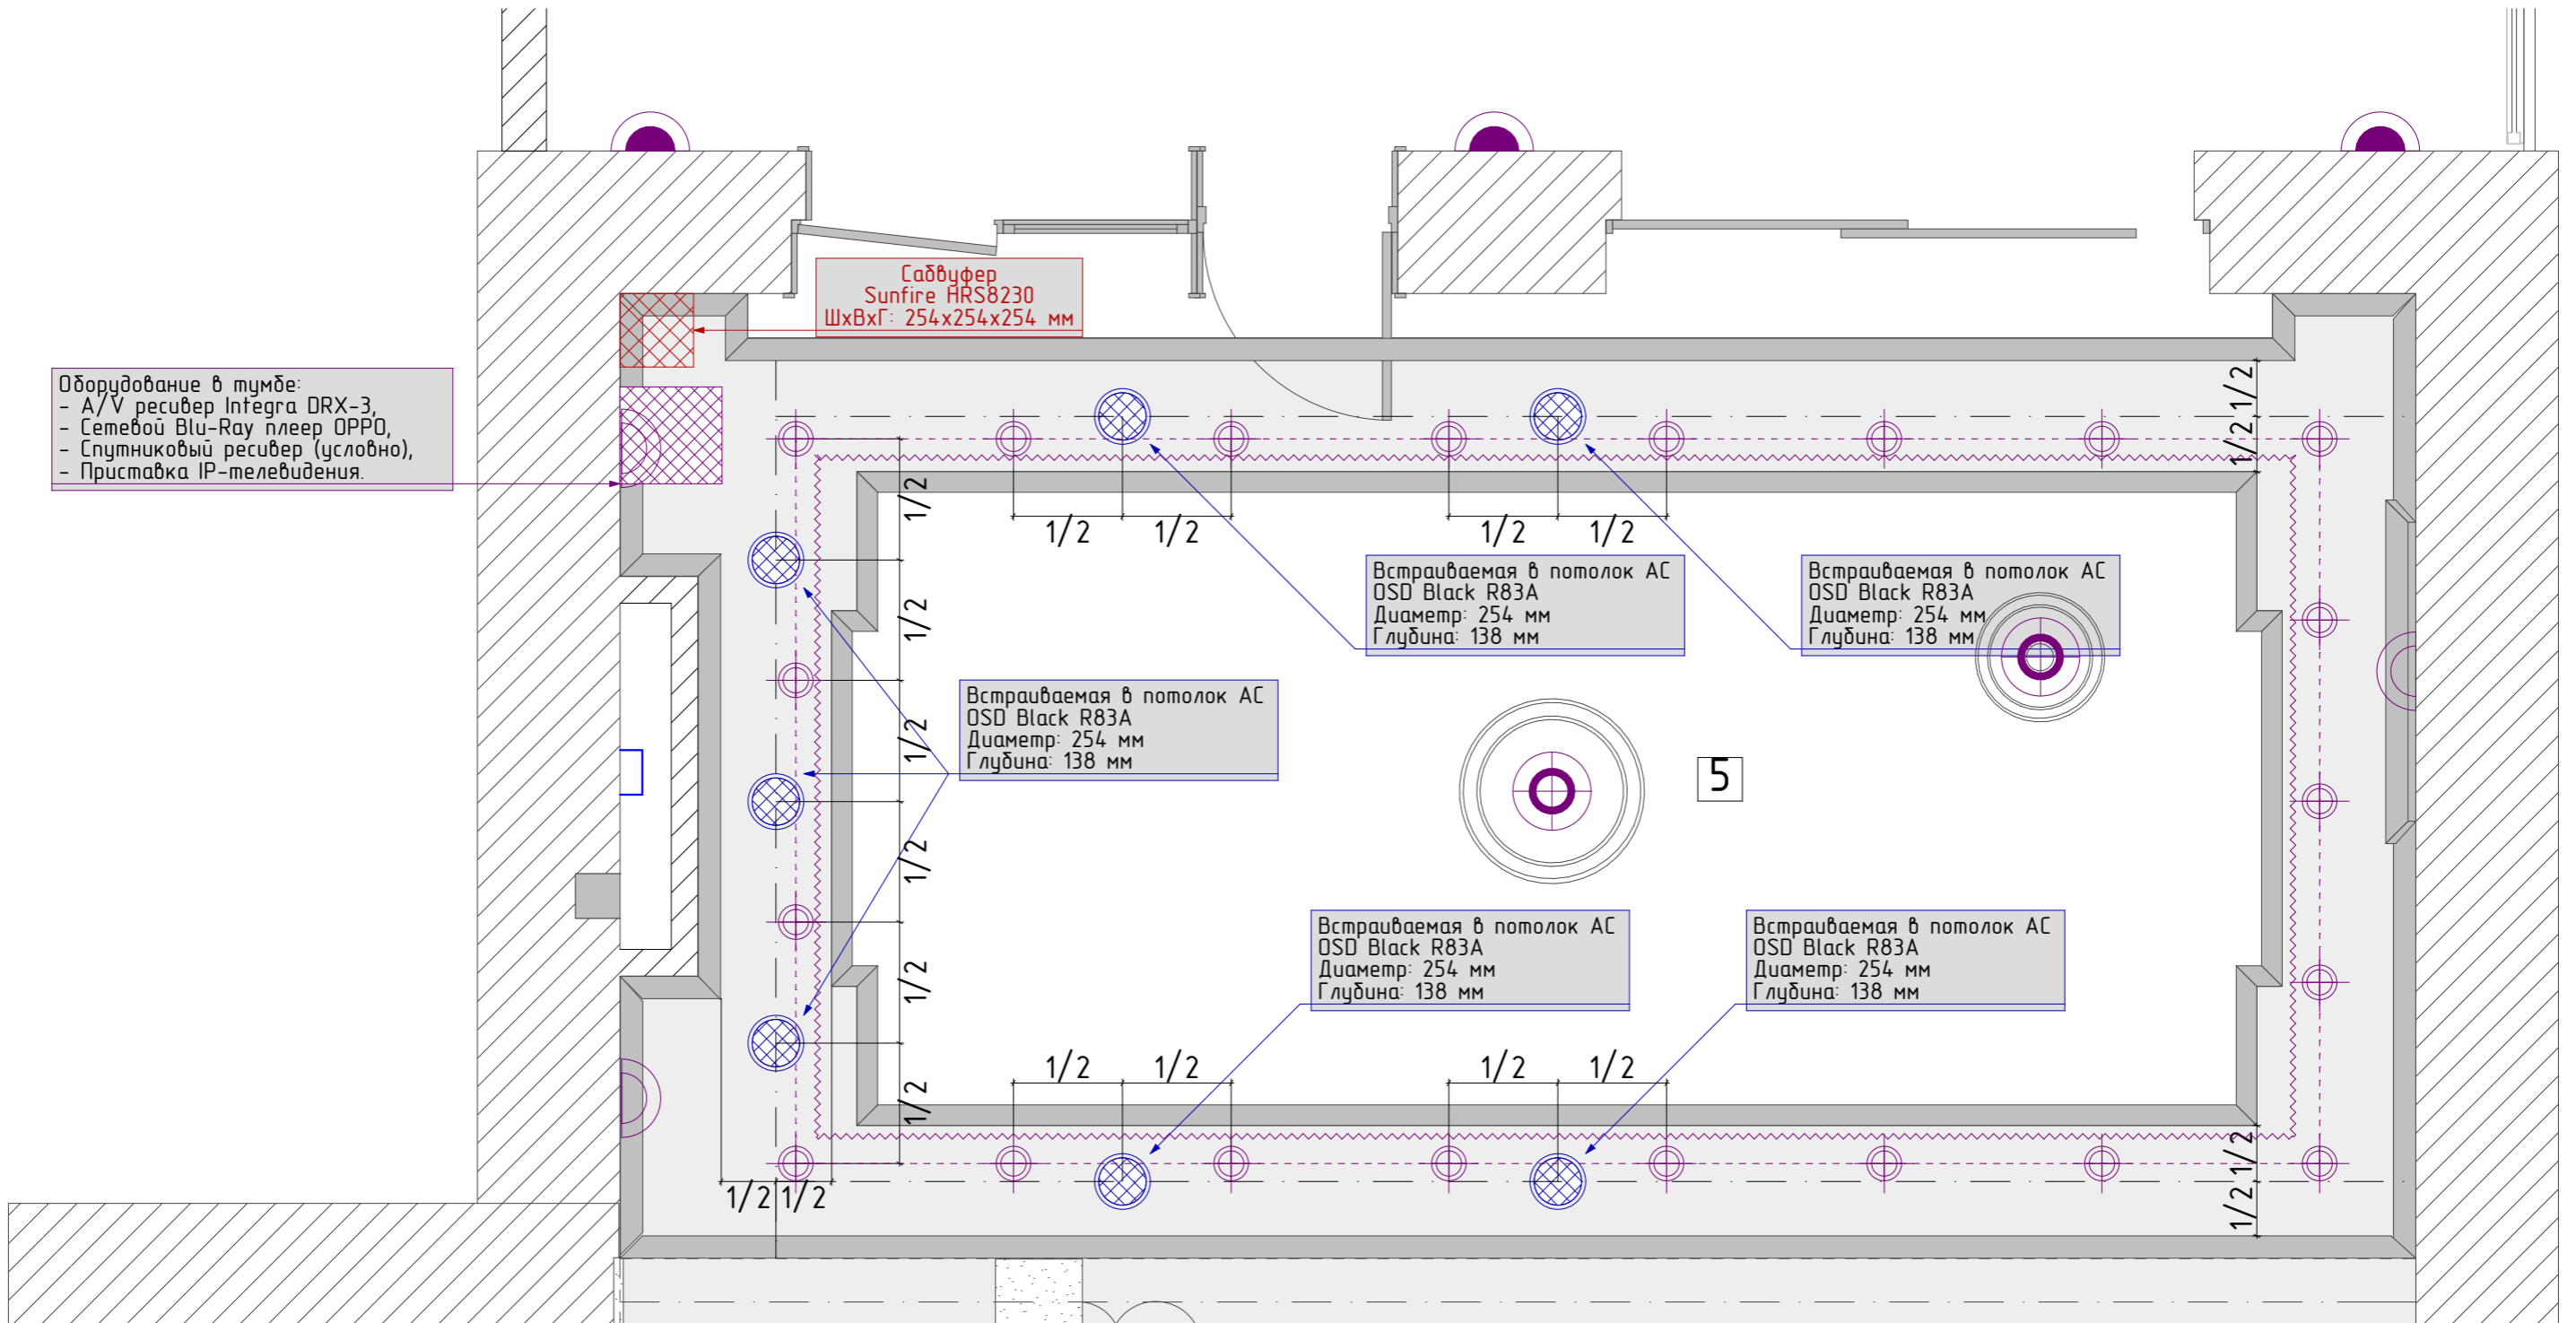 Сабвуфер
Sunfire HRS8230
ШхВхГ: 254х254х254 мм
Оборудование в тумбе:
- A/V ресивер Integra DRX-3,
- Сетевой Blu-Ray плеер OPPO,
- Спутниковый ресивер (условно),
- Приставка IP-телевидения.
1/2
1/2
1/2
1/2
1/2
1/2
1/2
Встраиваемая в потолок АС
OSD Black R83A
Диаметр: 254 мм
Глубина: 138 мм
Встраиваемая в потолок АС
OSD Black R83A
Диаметр: 254 мм
Глубина: 138 мм
1/2
Встраиваемая в потолок АС
OSD Black R83A
Диаметр: 254 мм
Глубина: 138 мм
1/2
5
1/2
Встраиваемая в потолок АС
OSD Black R83A
Диаметр: 254 мм
Глубина: 138 мм
Встраиваемая в потолок АС
OSD Black R83A
Диаметр: 254 мм
Глубина: 138 мм
1/2
1/2
1/2
1/2
1/2
1/2
1/2
1/2
1/2
1/2